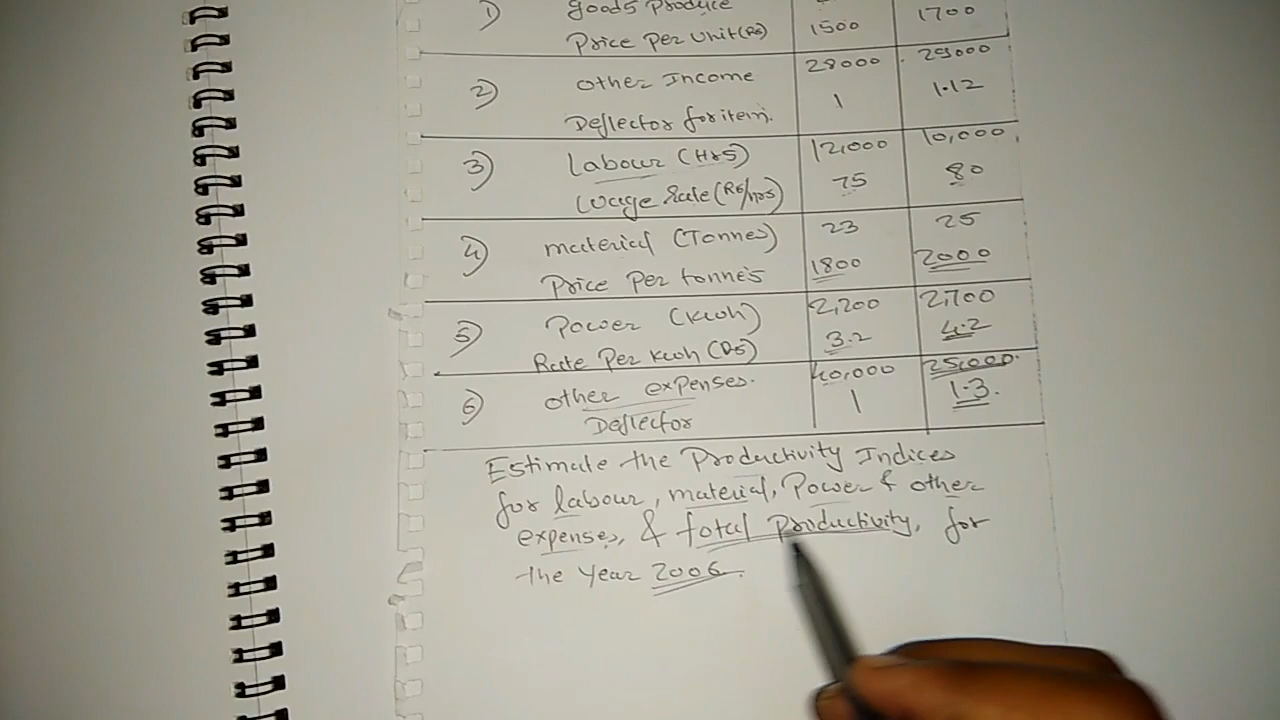 1) goods produce
Price Per Unit(Rs) 1500 1700
2) other Income 28000 29000
Deflector for item. 1 1.12
3) Labour (Hrs) 12,000 10,000
Wage Rate (Rs/Hrs) 75 80
4) material (Tonnes) 23 25
Price Per tonnes 1800 2000
5) Power (Kwh) 2,200 2,700
Rate Per Kwh (Rs) 3.2 4.2
6) other expenses. 40,000 25,000.
Deflector 1 1.3.
Estimate the Productivity Indices
for labour, material, Power & other
expenses, & total Productivity, for
the Year 2006.